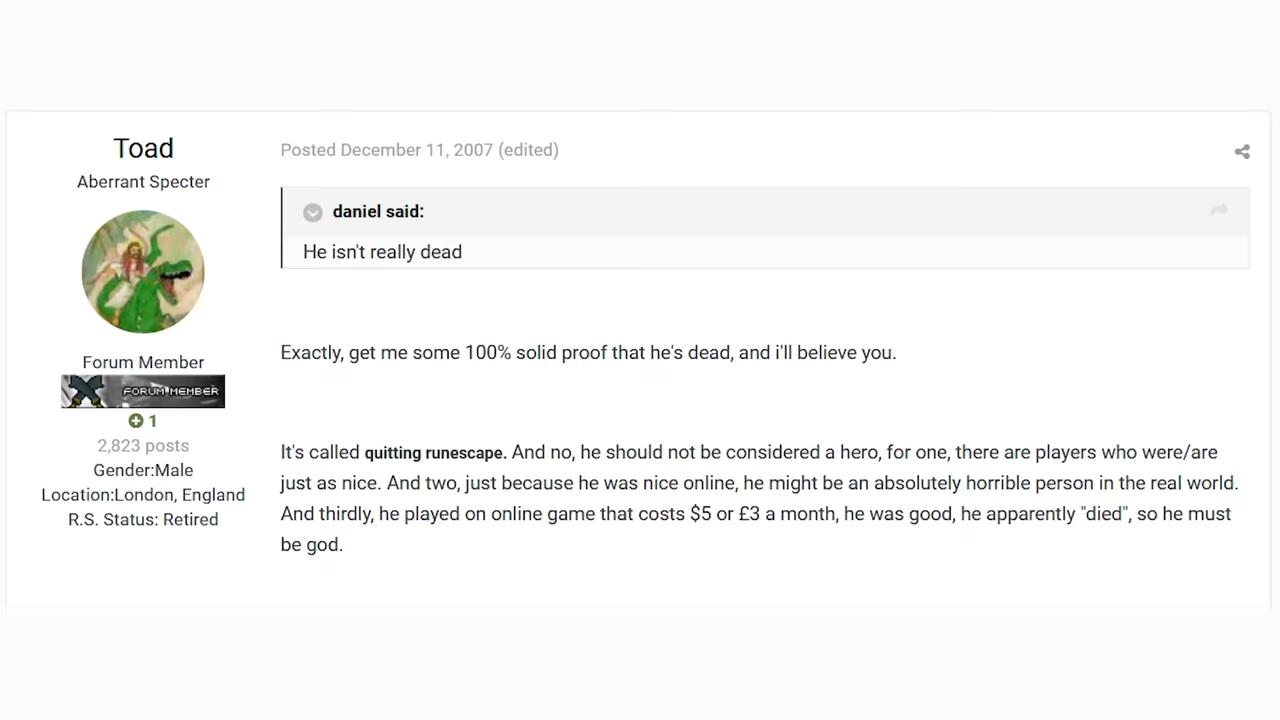 Toad
Aberrant Specter
Forum Member
FORUM MEMBER
1
2,823 posts
Gender:Male
Location:London, England
R.S. Status: Retired
Posted December 11, 2007 (edited)
daniel said:
He isn't really dead
Exactly, get me some 100% solid proof that he's dead, and i'll believe you.
It's called quitting runescape. And no, he should not be considered a hero, for one, there are players who were/are
just as nice. And two, just because he was nice online, he might be an absolutely horrible person in the real world.
And thirdly, he played on online game that costs $5 or £3 a month, he was good, he apparently "died", so he must
be god.